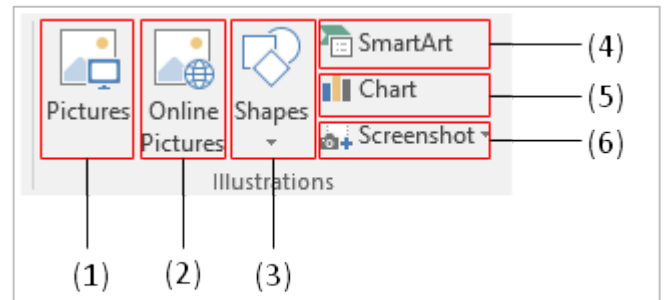 Pictures
Online
Pictures
Shapes
SmartArt
Chart
Screenshot
Illustrations
(1)
(2)
(3)
(4)
(5)
(6)